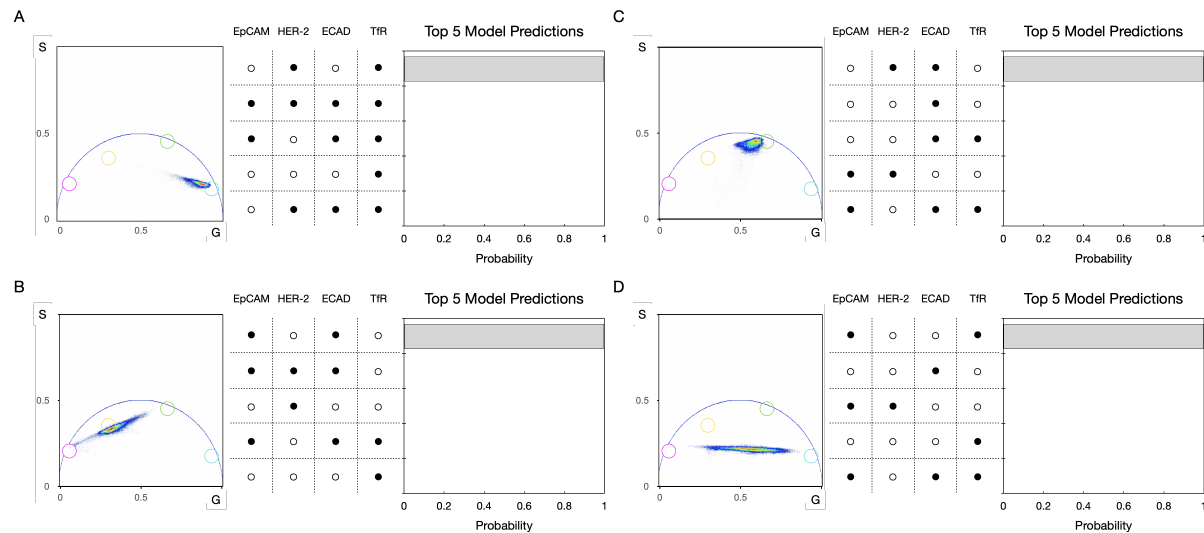 A
EpCAM HER-2 ECAD TfR
Top 5 Model Predictions
S
0.5
0
0 0.5 G
0 0.2 0.4 0.6 0.8 1
Probability
C
EpCAM HER-2 ECAD TfR
Top 5 Model Predictions
S
0.5
0
0 0.5 G
0 0.2 0.4 0.6 0.8 1
Probability
B
EpCAM HER-2 ECAD TfR
Top 5 Model Predictions
S
0.5
0
0 0.5 G
0 0.2 0.4 0.6 0.8 1
Probability
D
EpCAM HER-2 ECAD TfR
Top 5 Model Predictions
S
0.5
0
0 0.5 G
0 0.2 0.4 0.6 0.8 1
Probability